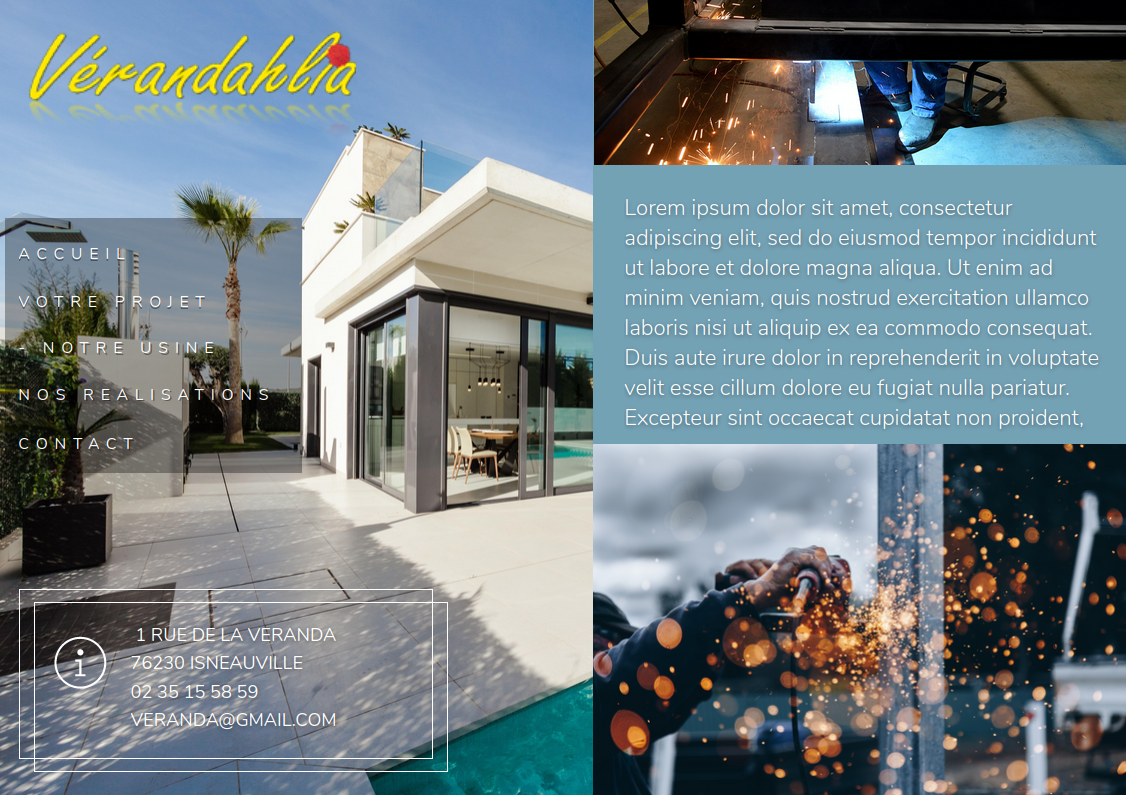 Vérandahlia
ACCUEIL
VOTRE PROJET
- NOTRE USINE
NOS REALISATIONS
CONTACT
1 RUE DE LA VERANDA
76230 ISNEAUVILLE
02 35 15 58 59
VERANDA@GMAIL.COM
Lorem ipsum dolor sit amet, consectetur
adipiscing elit, sed do eiusmod tempor incididunt
ut labore et dolore magna aliqua. Ut enim ad
minim veniam, quis nostrud exercitation ullamco
laboris nisi ut aliquip ex ea commodo consequat.
Duis aute irure dolor in reprehenderit in voluptate
velit esse cillum dolore eu fugiat nulla pariatur.
Excepteur sint occaecat cupidatat non proident,